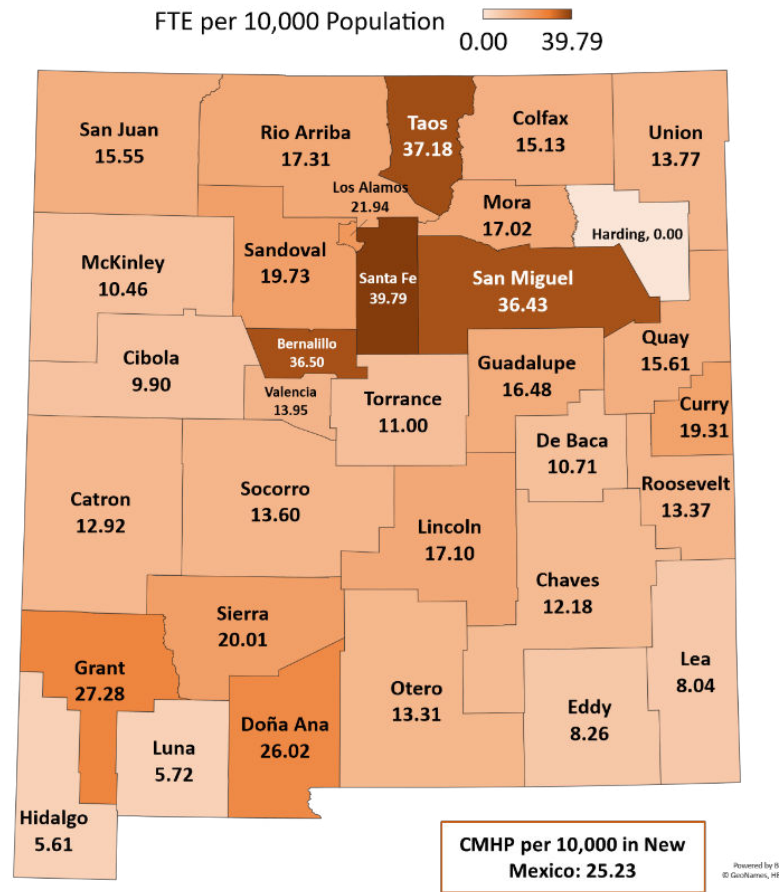 FTE per 10,000 Population
0.00 39.79
San Juan
15.55
Rio Arriba
17.31
Taos
37.18
Colfax
15.13
Union
13.77
Los Alamos
21.94
Mora
17.02
Harding, 0.00
McKinley
10.46
Sandoval
19.73
Santa Fe
39.79
San Miguel
36.43
Cibola
9.90
Bernalillo
36.50
Valencia
13.95
Torrance
11.00
Guadalupe
16.48
Quay
15.61
Curry
19.31
De Baca
10.71
Roosevelt
13.37
Catron
12.92
Socorro
13.60
Lincoln
17.10
Chaves
12.18
Sierra
20.01
Grant
27.28
Doña Ana
26.02
Otero
13.31
Eddy
8.26
Lea
8.04
Luna
5.72
Hidalgo
5.61
CMHP per 10,000 in New
Mexico: 25.23
Powered by
© GeoNames,